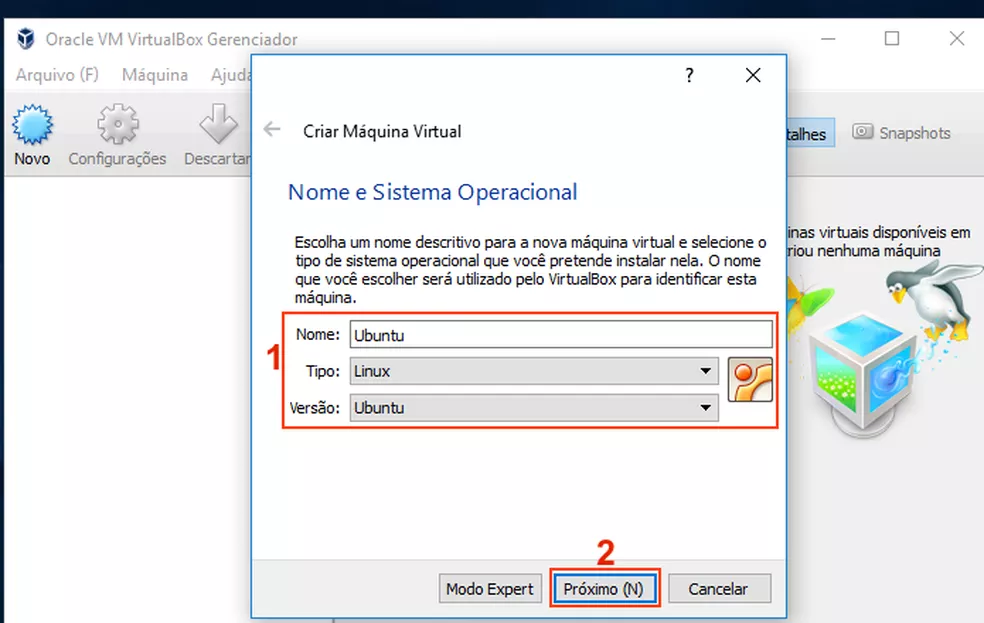 Oracle VM VirtualBox Gerenciador
Arquivo (F) Máquina Ajuda
Novo Configurações Descartar
talhes Snapshots
inas virtuais disponíveis em
riou nenhuma máquina
?
Criar Máquina Virtual
Nome e Sistema Operacional
Escolha um nome descritivo para a nova máquina virtual e selecione o
tipo de sistema operacional que você pretende instalar nela. O nome
que você escolher será utilizado pelo VirtualBox para identificar esta
máquina.
1
Nome: Ubuntu
Tipo: Linux
Versão: Ubuntu
2
Modo Expert Próximo (N) Cancelar